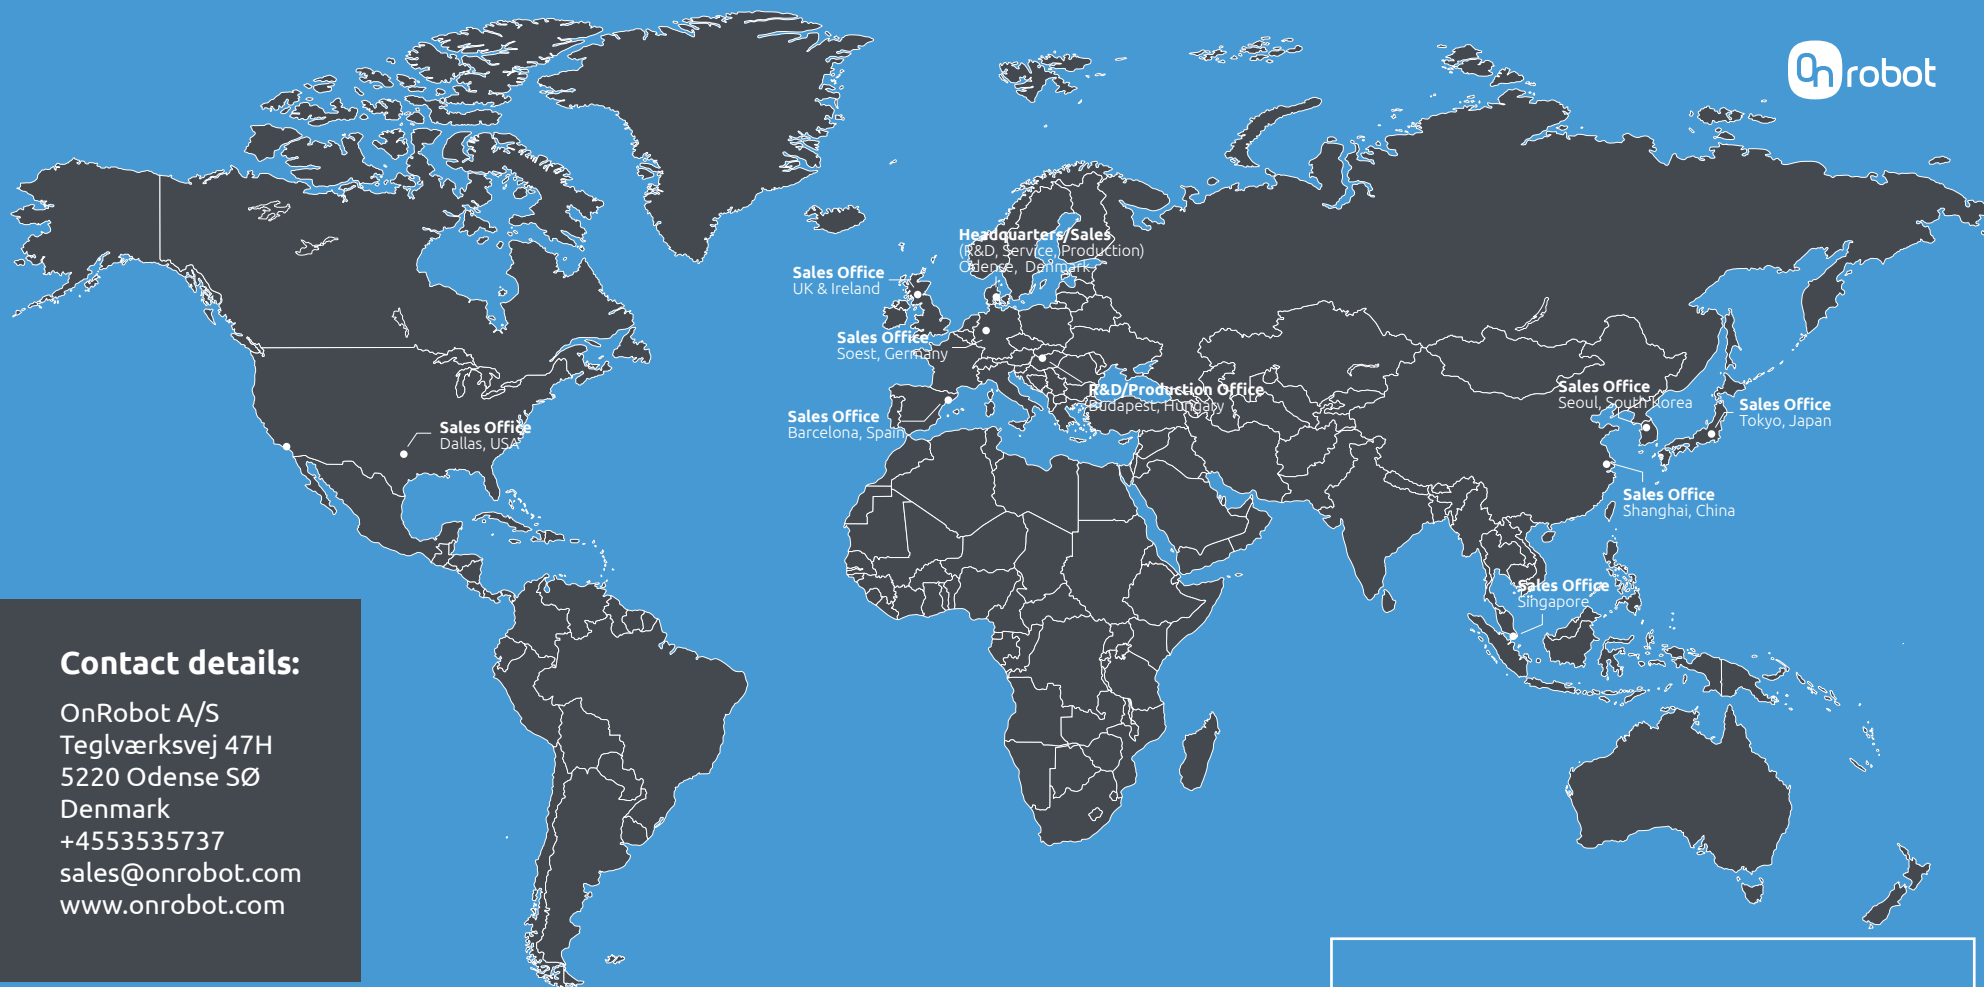 On robot
Headquarters/Sales
(R&D, Service, Production)
Odense, Denmark
Sales Office
UK & Ireland
Sales Office
Soest, Germany
R&D/Production Office
Budapest, Hungary
Sales Office
Barcelona, Spain
Sales Office
Dallas, USA
Sales Office
Seoul, South Korea
Sales Office
Tokyo, Japan
Sales Office
Shanghai, China
Sales Office
Singapore
Contact details:
OnRobot A/S
Teglværksvej 47H
5220 Odense SØ
Denmark
+4553535737
sales@onrobot.com
www.onrobot.com